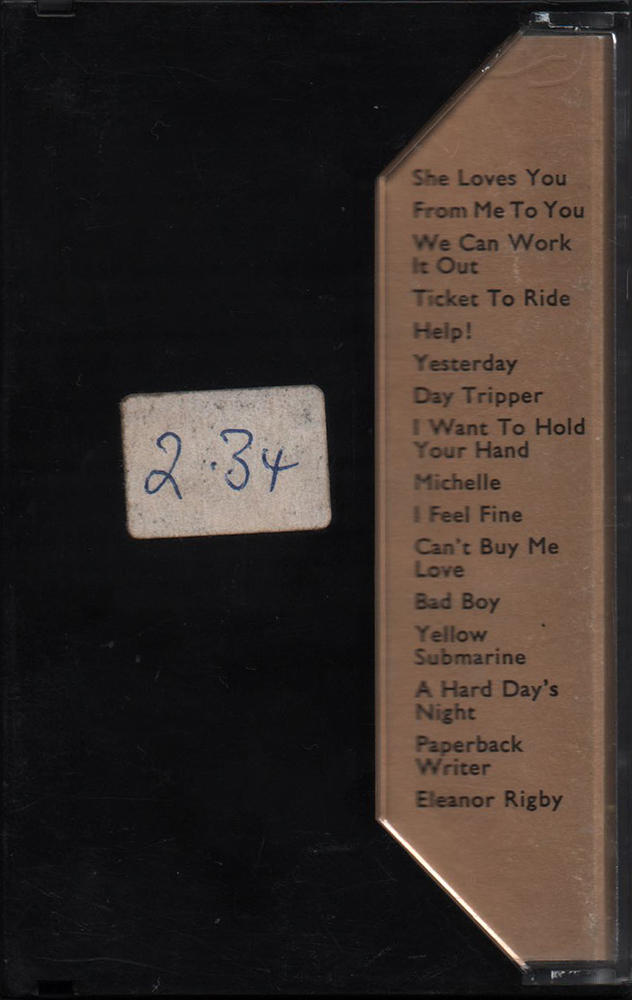 She Loves You
From Me To You
We Can Work
It Out
Ticket To Ride
Help!
Yesterday
Day Tripper
I Want To Hold
Your Hand
Michelle
I Feel Fine
Can't Buy Me
Love
Bad Boy
Yellow
Submarine
A Hard Day's
Night
Paperback
Writer
Eleanor Rigby
2.34